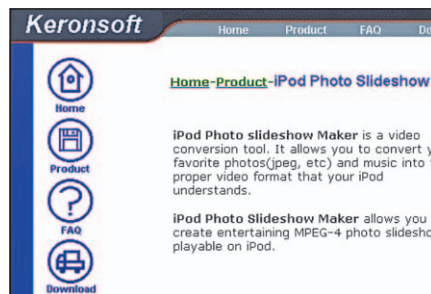 Keronsoft
Home Product FAQ
Home-Product-iPod Photo Slideshow
Home
Product
FAQ
Download
iPod Photo slideshow Maker is a video
conversion tool. It allows you to convert
favorite photos(jpeg, etc) and music into
proper video format that your iPod
understands.
iPod Photo Slideshow Maker allows you
create entertaining MPEG-4 photo
playable on iPod.